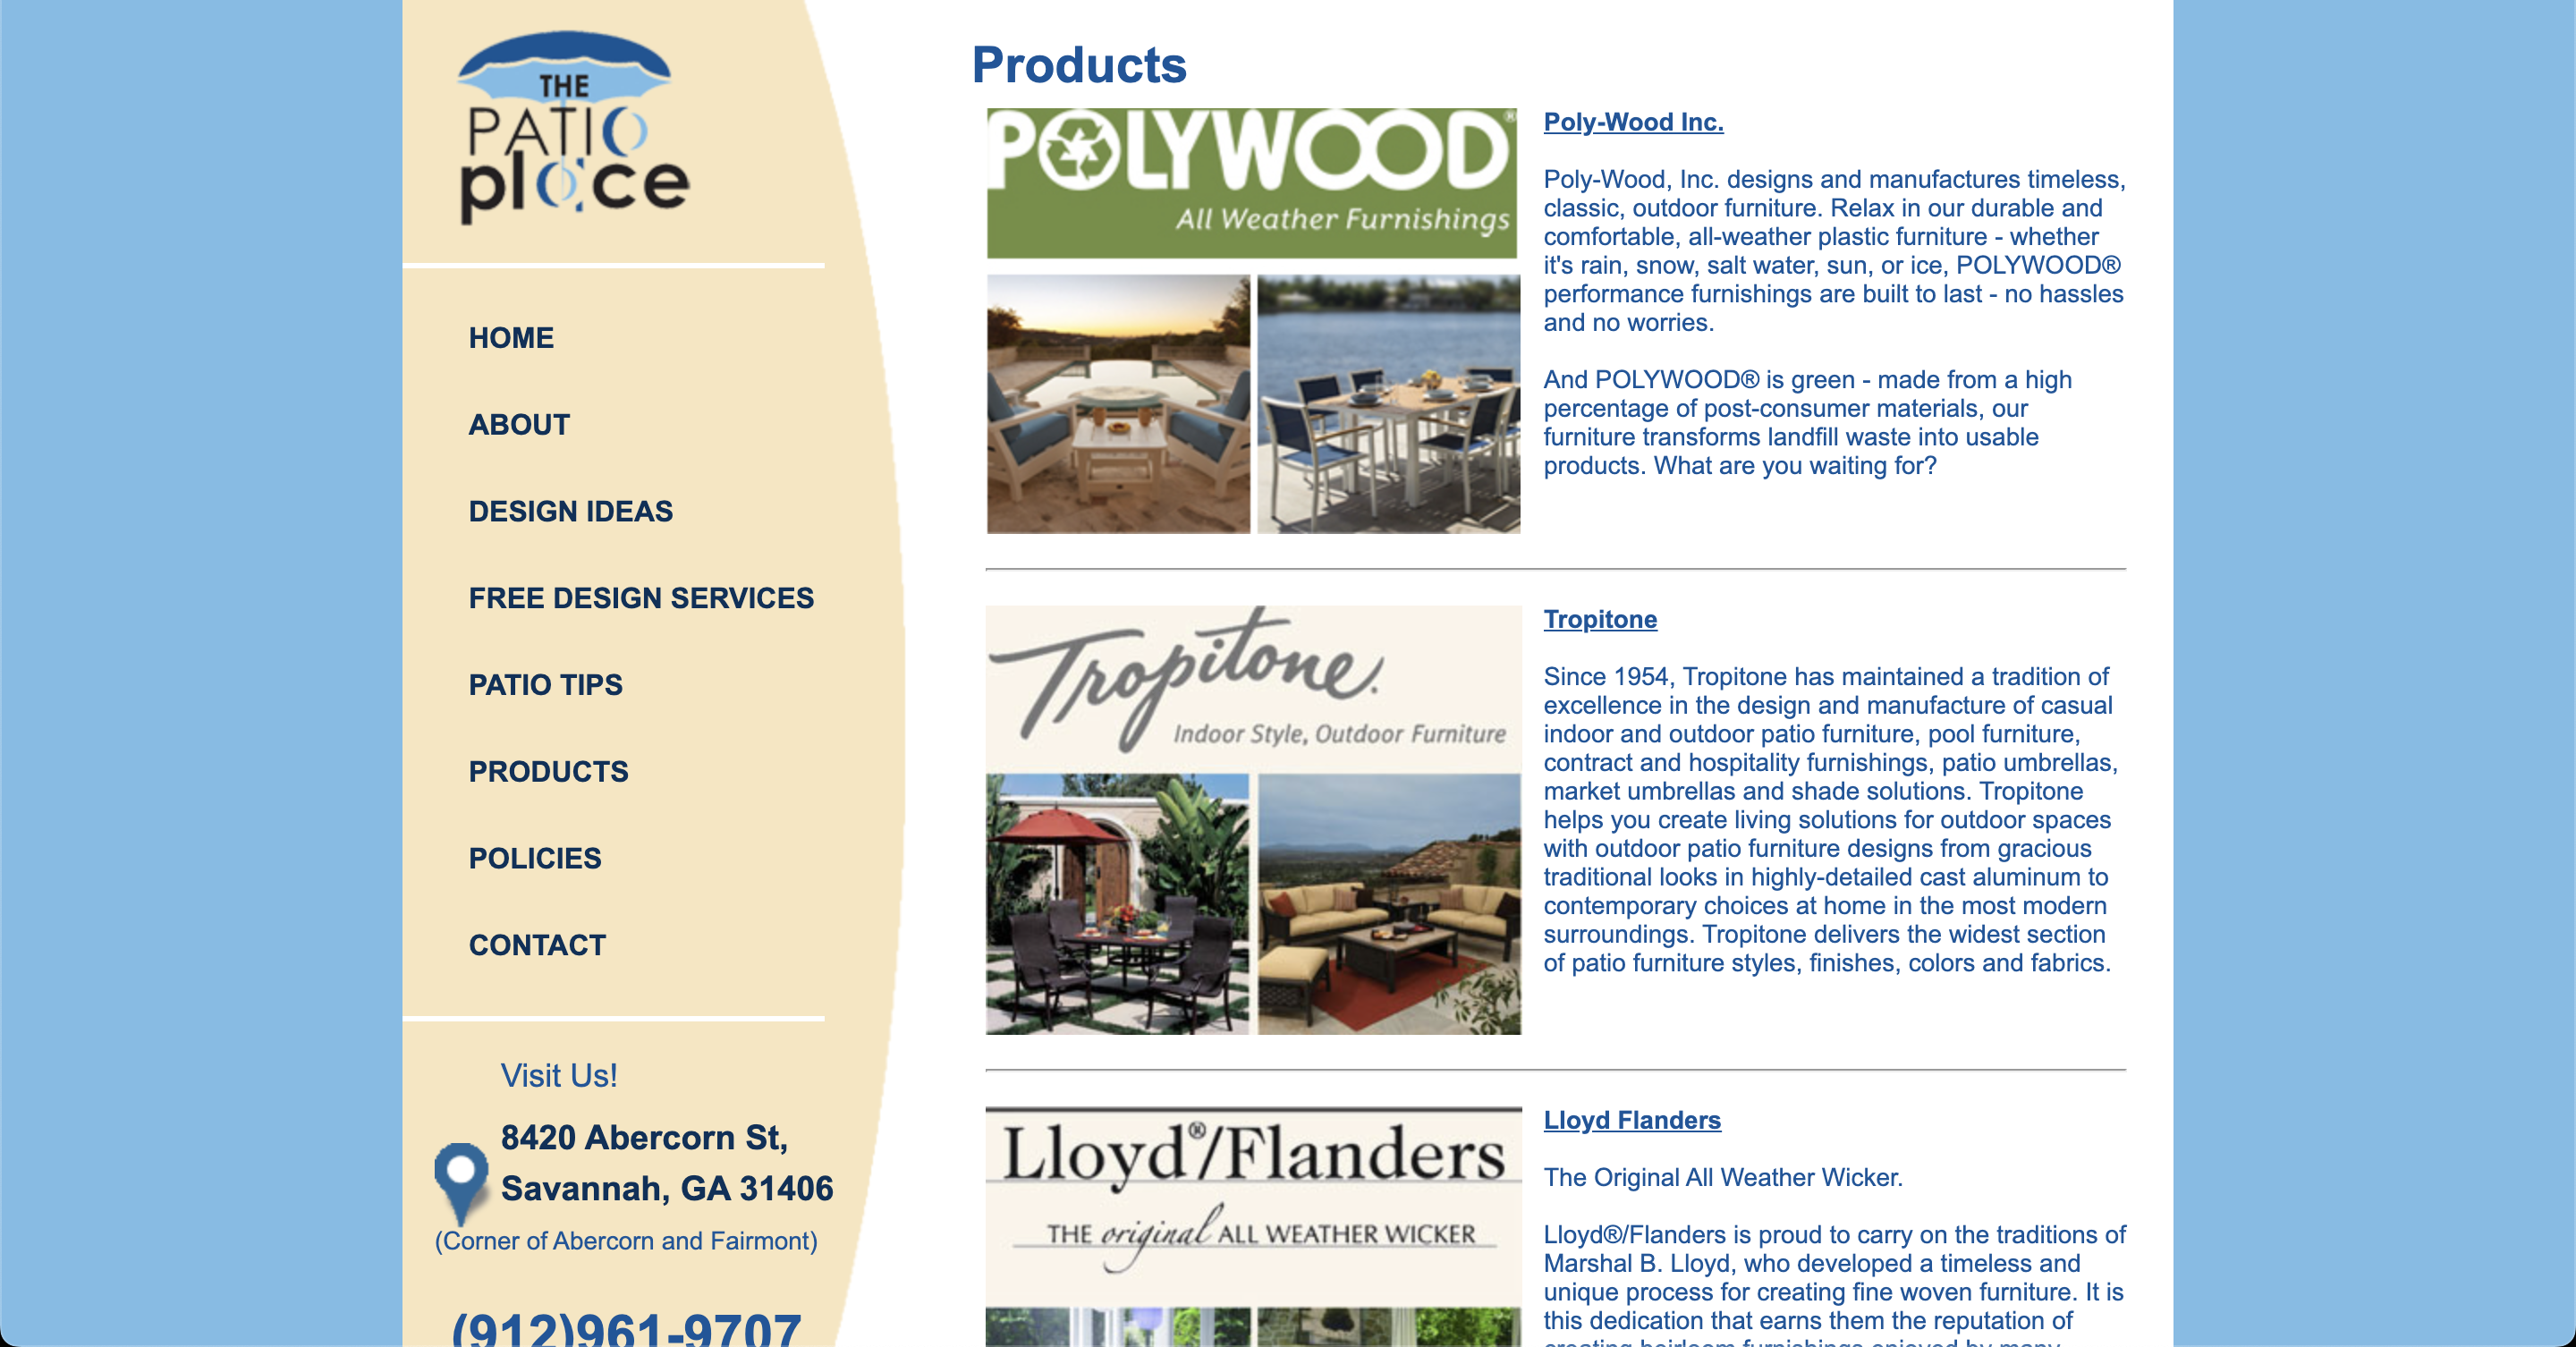 THE
PATIO
place
HOME
ABOUT
DESIGN IDEAS
FREE DESIGN SERVICES
PATIO TIPS
PRODUCTS
POLICIES
CONTACT
Visit Us!
8420 Abercorn St,
Savannah, GA 31406
(Corner of Abercorn and Fairmont)
(912)961-9707
Products
POLYWOOD®
All Weather Furnishings
Poly-Wood Inc.
Poly-Wood, Inc. designs and manufactures timeless,
classic, outdoor furniture. Relax in our durable and
comfortable, all-weather plastic furniture - whether
it's rain, snow, salt water, sun, or ice, POLYWOOD®
performance furnishings are built to last - no hassles
and no worries.
And POLYWOOD® is green - made from a high
percentage of post-consumer materials, our
furniture transforms landfill waste into usable
products. What are you waiting for?
Tropitone.
Indoor Style, Outdoor Furniture
Tropitone
Since 1954, Tropitone has maintained a tradition of
excellence in the design and manufacture of casual
indoor and outdoor patio furniture, pool furniture,
contract and hospitality furnishings, patio umbrellas,
market umbrellas and shade solutions. Tropitone
helps you create living solutions for outdoor spaces
with outdoor patio furniture designs from gracious
traditional looks in highly-detailed cast aluminum to
contemporary choices at home in the most modern
surroundings. Tropitone delivers the widest section
of patio furniture styles, finishes, colors and fabrics.
Lloyd®/Flanders
THE original ALL WEATHER WICKER
Lloyd Flanders
The Original All Weather Wicker.
Lloyd®/Flanders is proud to carry on the traditions of
Marshal B. Lloyd, who developed a timeless and
unique process for creating fine woven furniture. It is
this dedication that earns them the reputation of
creating heirloom furnishings enjoyed by many